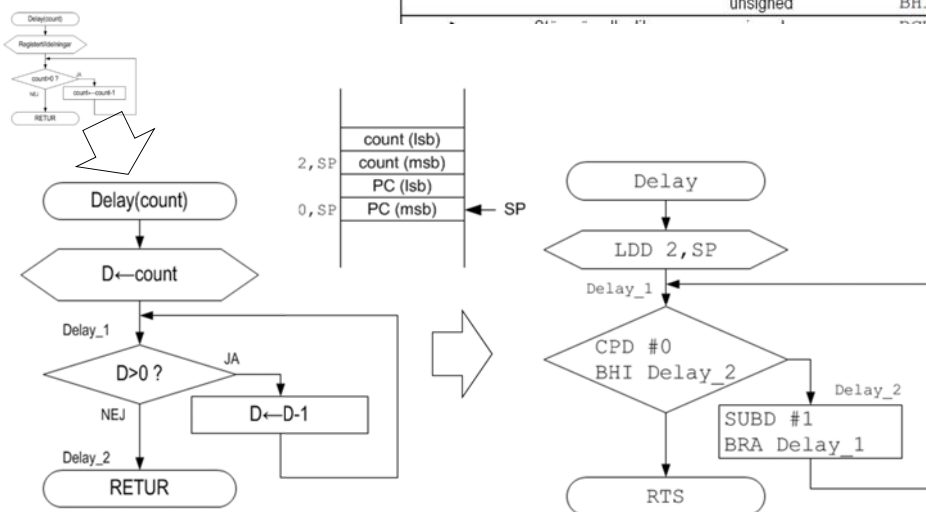 unsigned
Delay(count)
Registertilldelningar
count>0 ?
JA
count←count-1
NEJ
RETUR
count (lsb)
2,SP count (msb)
PC (lsb)
0,SP PC (msb) SP
Delay(count)
D←count
Delay_1
D>0 ?
JA
D←D-1
NEJ
Delay_2
RETUR
Delay
LDD 2,SP
Delay_1
CPD #0
BHI Delay_2
Delay_2
SUBD #1
BRA Delay_1
RTS